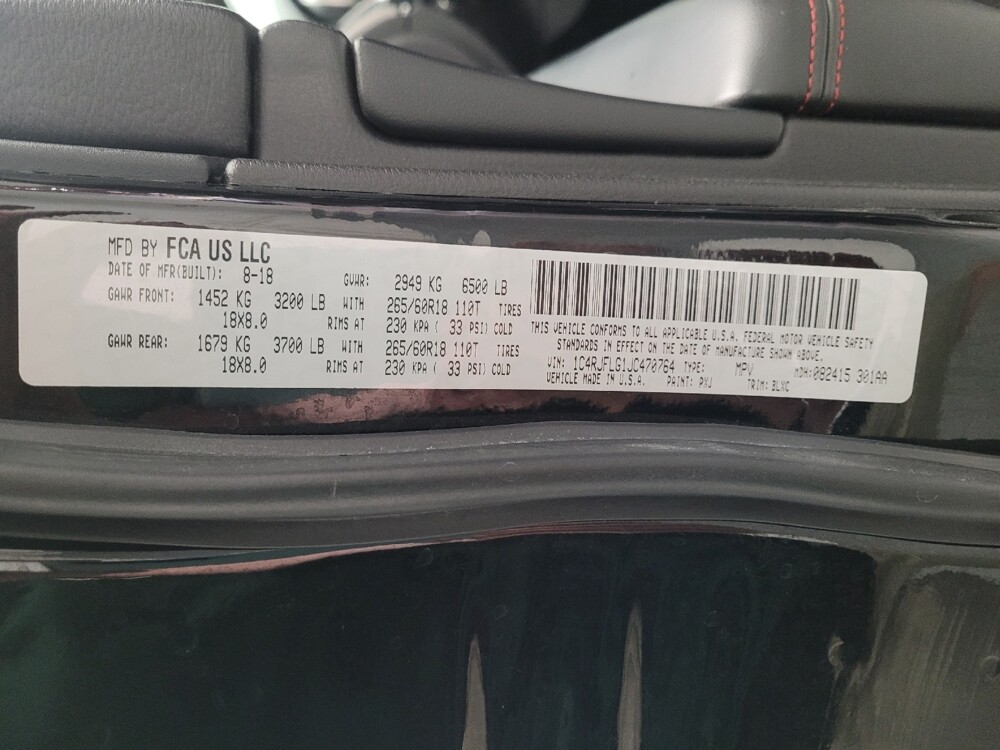 MFD BY FCA US LLC
DATE OF MFR(BUILT): 8-18 GVWR: 2949 KG 6500 LB
GAWR FRONT: 1452 KG 3200 LB WITH 265/60R18 110T TIRES
18X8.0 RIMS AT 230 KPA ( 33 PSI) COLD
GAWR REAR: 1679 KG 3700 LB WITH 265/60R18 110T TIRES
18X8.0 RIMS AT 230 KPA ( 33 PSI) COLD
THIS VEHICLE CONFORMS TO ALL APPLICABLE U.S.A. FEDERAL MOTOR VEHICLE SAFETY
STANDARDS IN EFFECT ON THE DATE OF MANUFACTURE SHOWN ABOVE.
VIN: 1C4RJFLG1JC470764 TYPE: MPV MDH: 082415 301AA
VEHICLE MADE IN U.S.A. PAINT: PXJ TRIM: BLXC